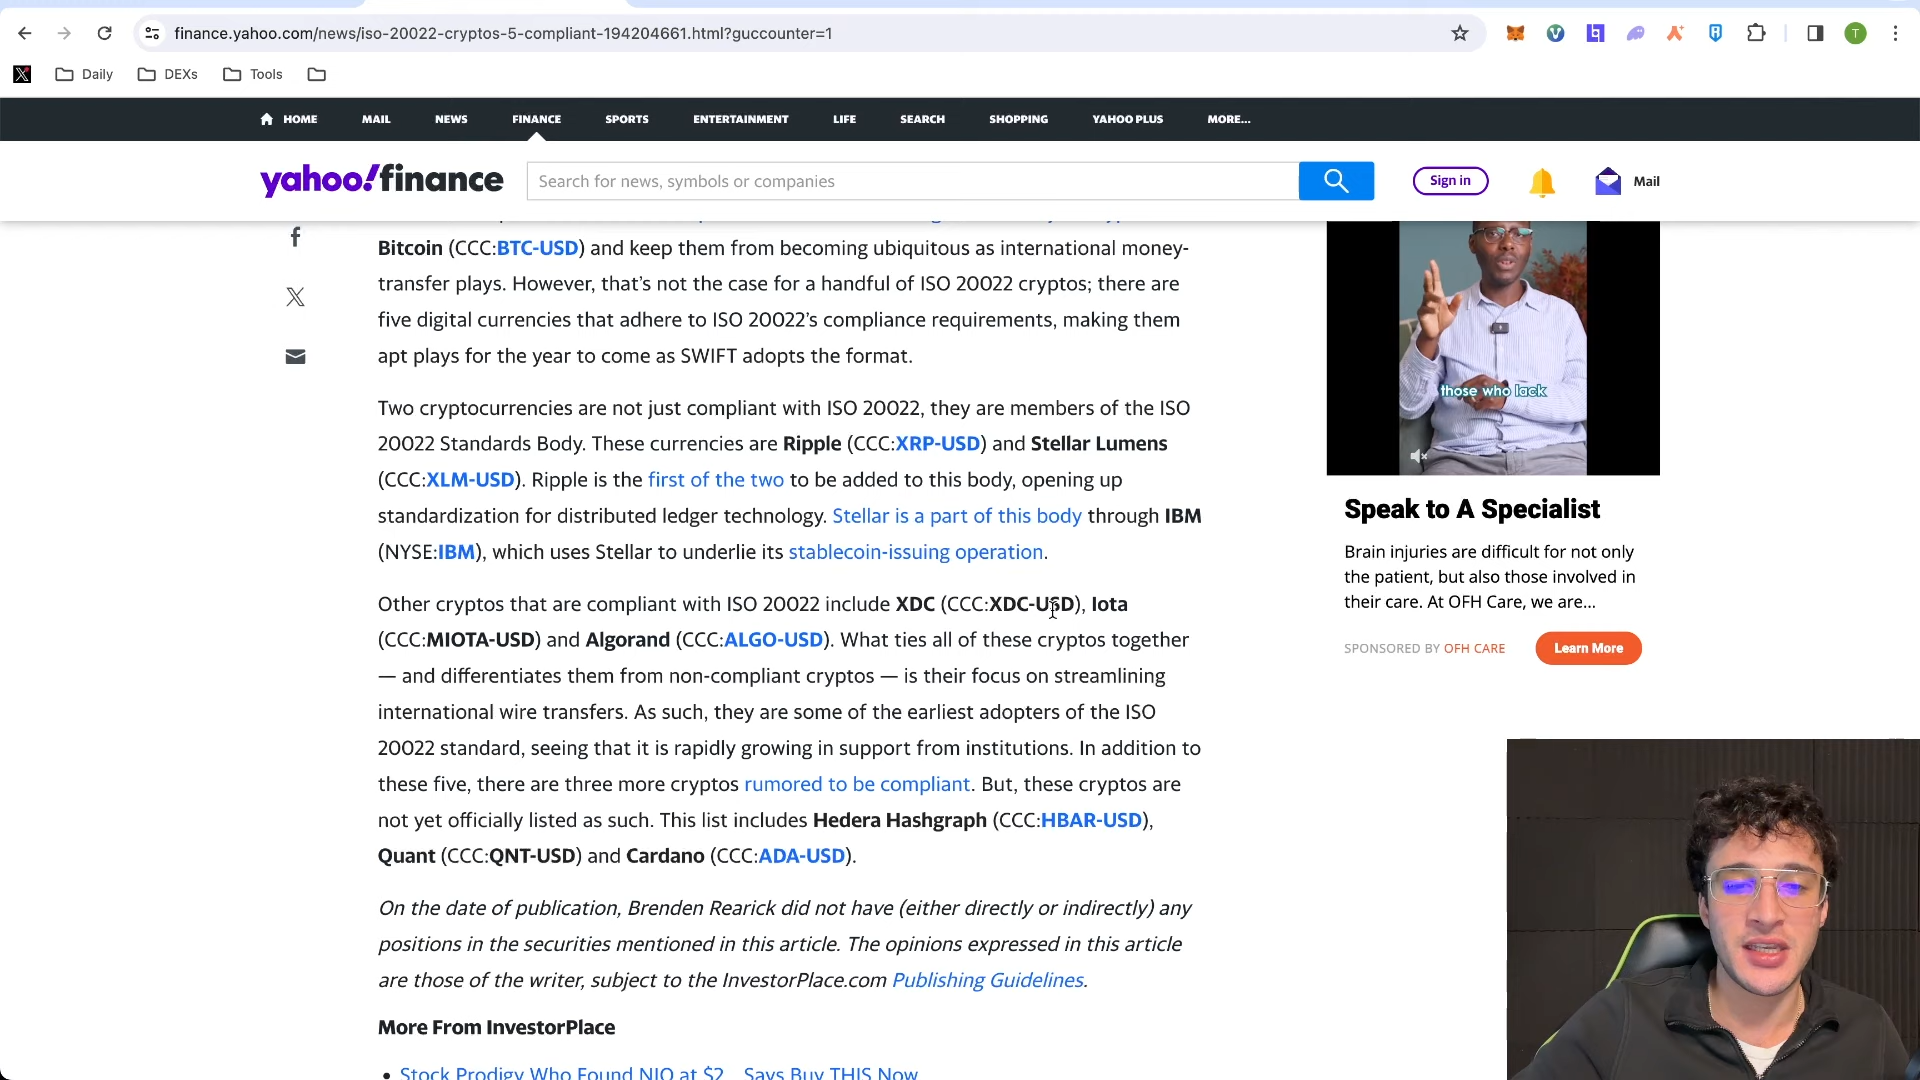 finance.yahoo.com/news/iso-20022-cryptos-5-compliant-194204661.html?guccounter=1
T
X
Daily
DEXs
Tools
HOME
MAIL
NEWS
FINANCE
SPORTS
ENTERTAINMENT
LIFE
SEARCH
SHOPPING
YAHOO PLUS
MORE...
yahoo!finance
Search for news, symbols or companies
Sign in
Mail
Bitcoin (CCC:BTC-USD) and keep them from becoming ubiquitous as international money-
transfer plays. However, that’s not the case for a handful of ISO 20022 cryptos; there are
five digital currencies that adhere to ISO 20022’s compliance requirements, making them
apt plays for the year to come as SWIFT adopts the format.
Two cryptocurrencies are not just compliant with ISO 20022, they are members of the ISO
20022 Standards Body. These currencies are Ripple (CCC:XRP-USD) and Stellar Lumens
(CCC:XLM-USD). Ripple is the first of the two to be added to this body, opening up
standardization for distributed ledger technology. Stellar is a part of this body through IBM
(NYSE:IBM), which uses Stellar to underlie its stablecoin-issuing operation.
Other cryptos that are compliant with ISO 20022 include XDC (CCC:XDC-USD), Iota
(CCC:MIOTA-USD) and Algorand (CCC:ALGO-USD). What ties all of these cryptos together
— and differentiates them from non-compliant cryptos — is their focus on streamlining
international wire transfers. As such, they are some of the earliest adopters of the ISO
20022 standard, seeing that it is rapidly growing in support from institutions. In addition to
these five, there are three more cryptos rumored to be compliant. But, these cryptos are
not yet officially listed as such. This list includes Hedera Hashgraph (CCC:HBAR-USD),
Quant (CCC:QNT-USD) and Cardano (CCC:ADA-USD).
On the date of publication, Brenden Rearick did not have (either directly or indirectly) any
positions in the securities mentioned in this article. The opinions expressed in this article
are those of the writer, subject to the InvestorPlace.com Publishing Guidelines.
More From InvestorPlace
Stock Prodigy Who Found NIO at $2... Says Buy THIS Now
those who lack
Speak to A Specialist
Brain injuries are difficult for not only
the patient, but also those involved in
their care. At OFH Care, we are...
SPONSORED BY OFH CARE
Learn More